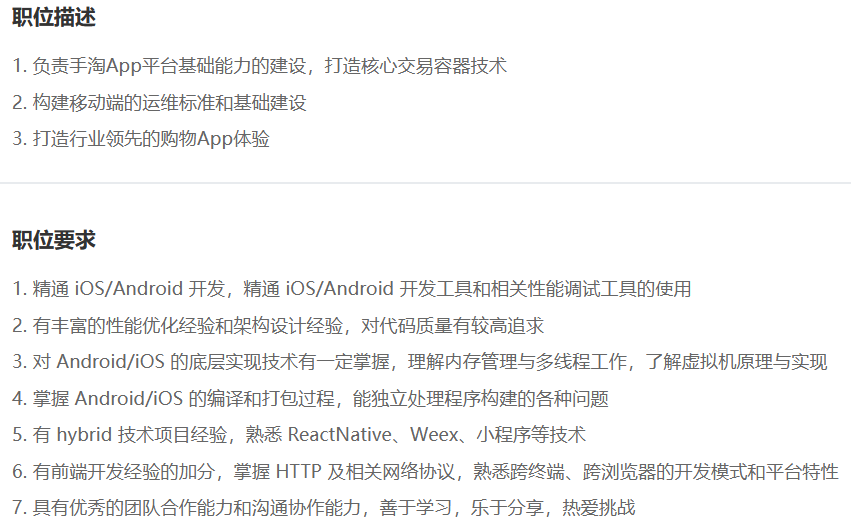 职位描述
1. 负责手淘App平台基础能力的建设，打造核心交易容器技术
2. 构建移动端的运维标准和基础建设
3. 打造行业领先的购物App体验
职位要求
1. 精通 iOS/Android 开发，精通 iOS/Android 开发工具和相关性能调试工具的使用
2. 有丰富的性能优化经验和架构设计经验，对代码质量有较高追求
3. 对 Android/iOS 的底层实现技术有一定掌握，理解内存管理与多线程工作，了解虚拟机原理与实现
4. 掌握 Android/iOS 的编译和打包过程，能独立处理程序构建的各种问题
5. 有 hybrid 技术项目经验，熟悉 ReactNative、Weex、小程序等技术
6. 有前端开发经验的加分，掌握 HTTP 及相关网络协议，熟悉跨终端、跨浏览器的开发模式和平台特性
7. 具有优秀的团队合作能力和沟通协作能力，善于学习，乐于分享，热爱挑战